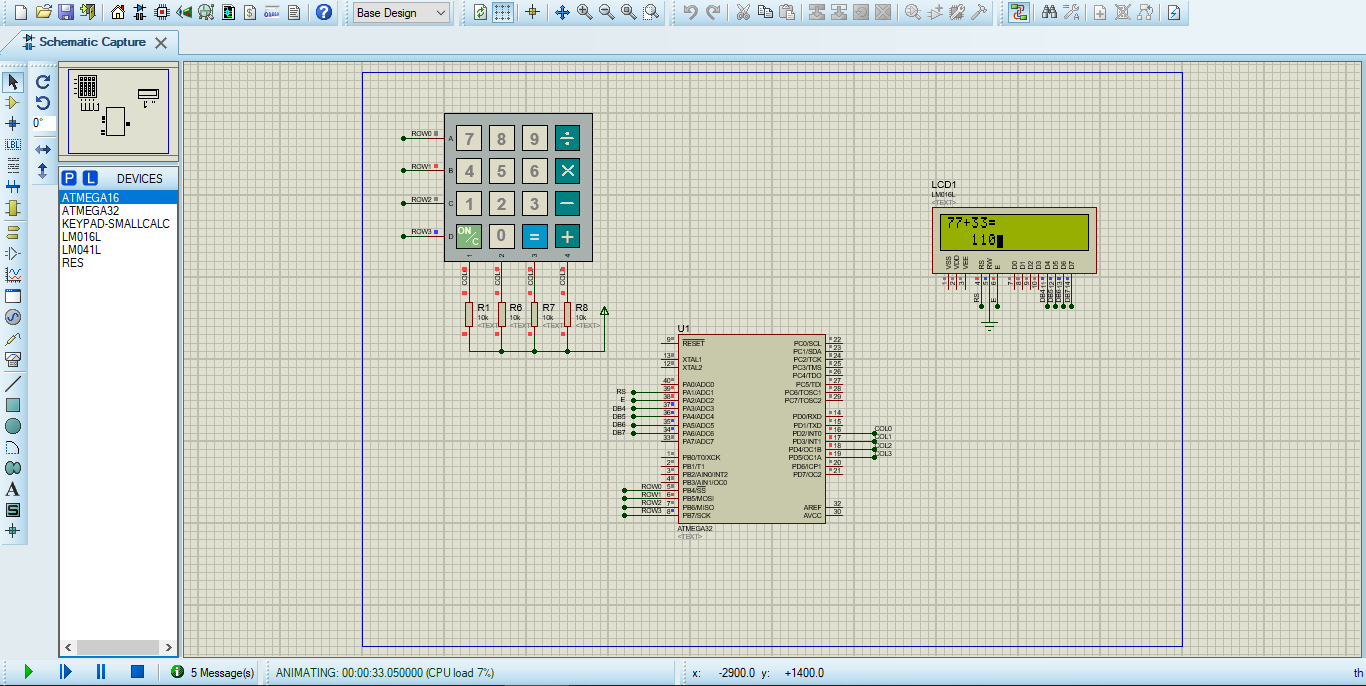 Base Design
Schematic Capture
0°
LBL
P L DEVICES
ATMEGA16
ATMEGA32
KEYPAD-SMALLCALC
LM016L
LM041L
RES
ROW0
ROW1
ROW2
ROW3
A
B
C
D
7 8 9 ÷
4 5 6 ×
1 2 3 −
ON/C 0 = +
1 2 3 4
R1
10k
<TEXT>
R6
10k
<TEXT>
R7
10k
<TEXT>
R8
10k
<TEXT>
LCD1
LM016L
<TEXT>
77+33=
110
VSS VDD VEE RS RW E D0 D1 D2 D3 D4 D5 D6 D7
1 2 3 4 5 6 7 8 9 10 11 12 13 14
RS E DB4 DB5 DB6 DB7
U1
9 RESET
13 XTAL1
12 XTAL2
40 PA0/ADC0
RS 39 PA1/ADC1
E 38 PA2/ADC2
DB4 37 PA3/ADC3
DB5 36 PA4/ADC4
DB6 35 PA5/ADC5
DB7 34 PA6/ADC6
33 PA7/ADC7
1 PB0/T0/XCK
2 PB1/T1
3 PB2/AIN0/INT2
4 PB3/AIN1/OC0
ROW0 5 PB4/SS
ROW1 6 PB5/MOSI
ROW2 7 PB6/MISO
ROW3 8 PB7/SCK
PC0/SCL 22
PC1/SDA 23
PC2/TCK 24
PC3/TMS 25
PC4/TDO 26
PC5/TDI 27
PC6/TOSC1 28
PC7/TOSC2 29
PD0/RXD 14
PD1/TXD 15
PD2/INT0 16 COL0
PD3/INT1 17 COL1
PD4/OC1B 18 COL2
PD5/OC1A 19 COL3
PD6/ICP1 20
PD7/OC2 21
AREF 32
AVCC 30
ATMEGA32
<TEXT>
5 Message(s)
ANIMATING: 00:00:33.050000 (CPU load 7%)
x: -2900.0 y: +1400.0
th